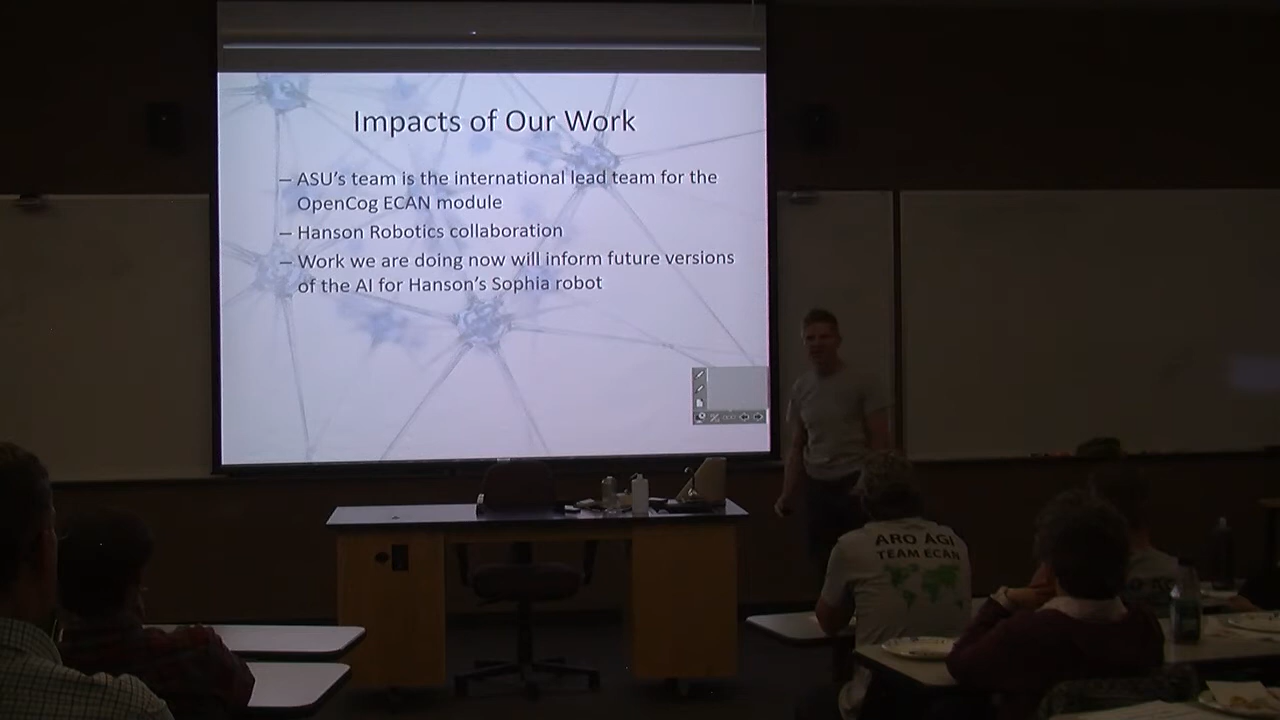 Impacts of Our Work
– ASU's team is the international lead team for the
OpenCog ECAN module
– Hanson Robotics collaboration
– Work we are doing now will inform future versions
of the AI for Hanson's Sophia robot
ARO AGI
TEAM ECAN